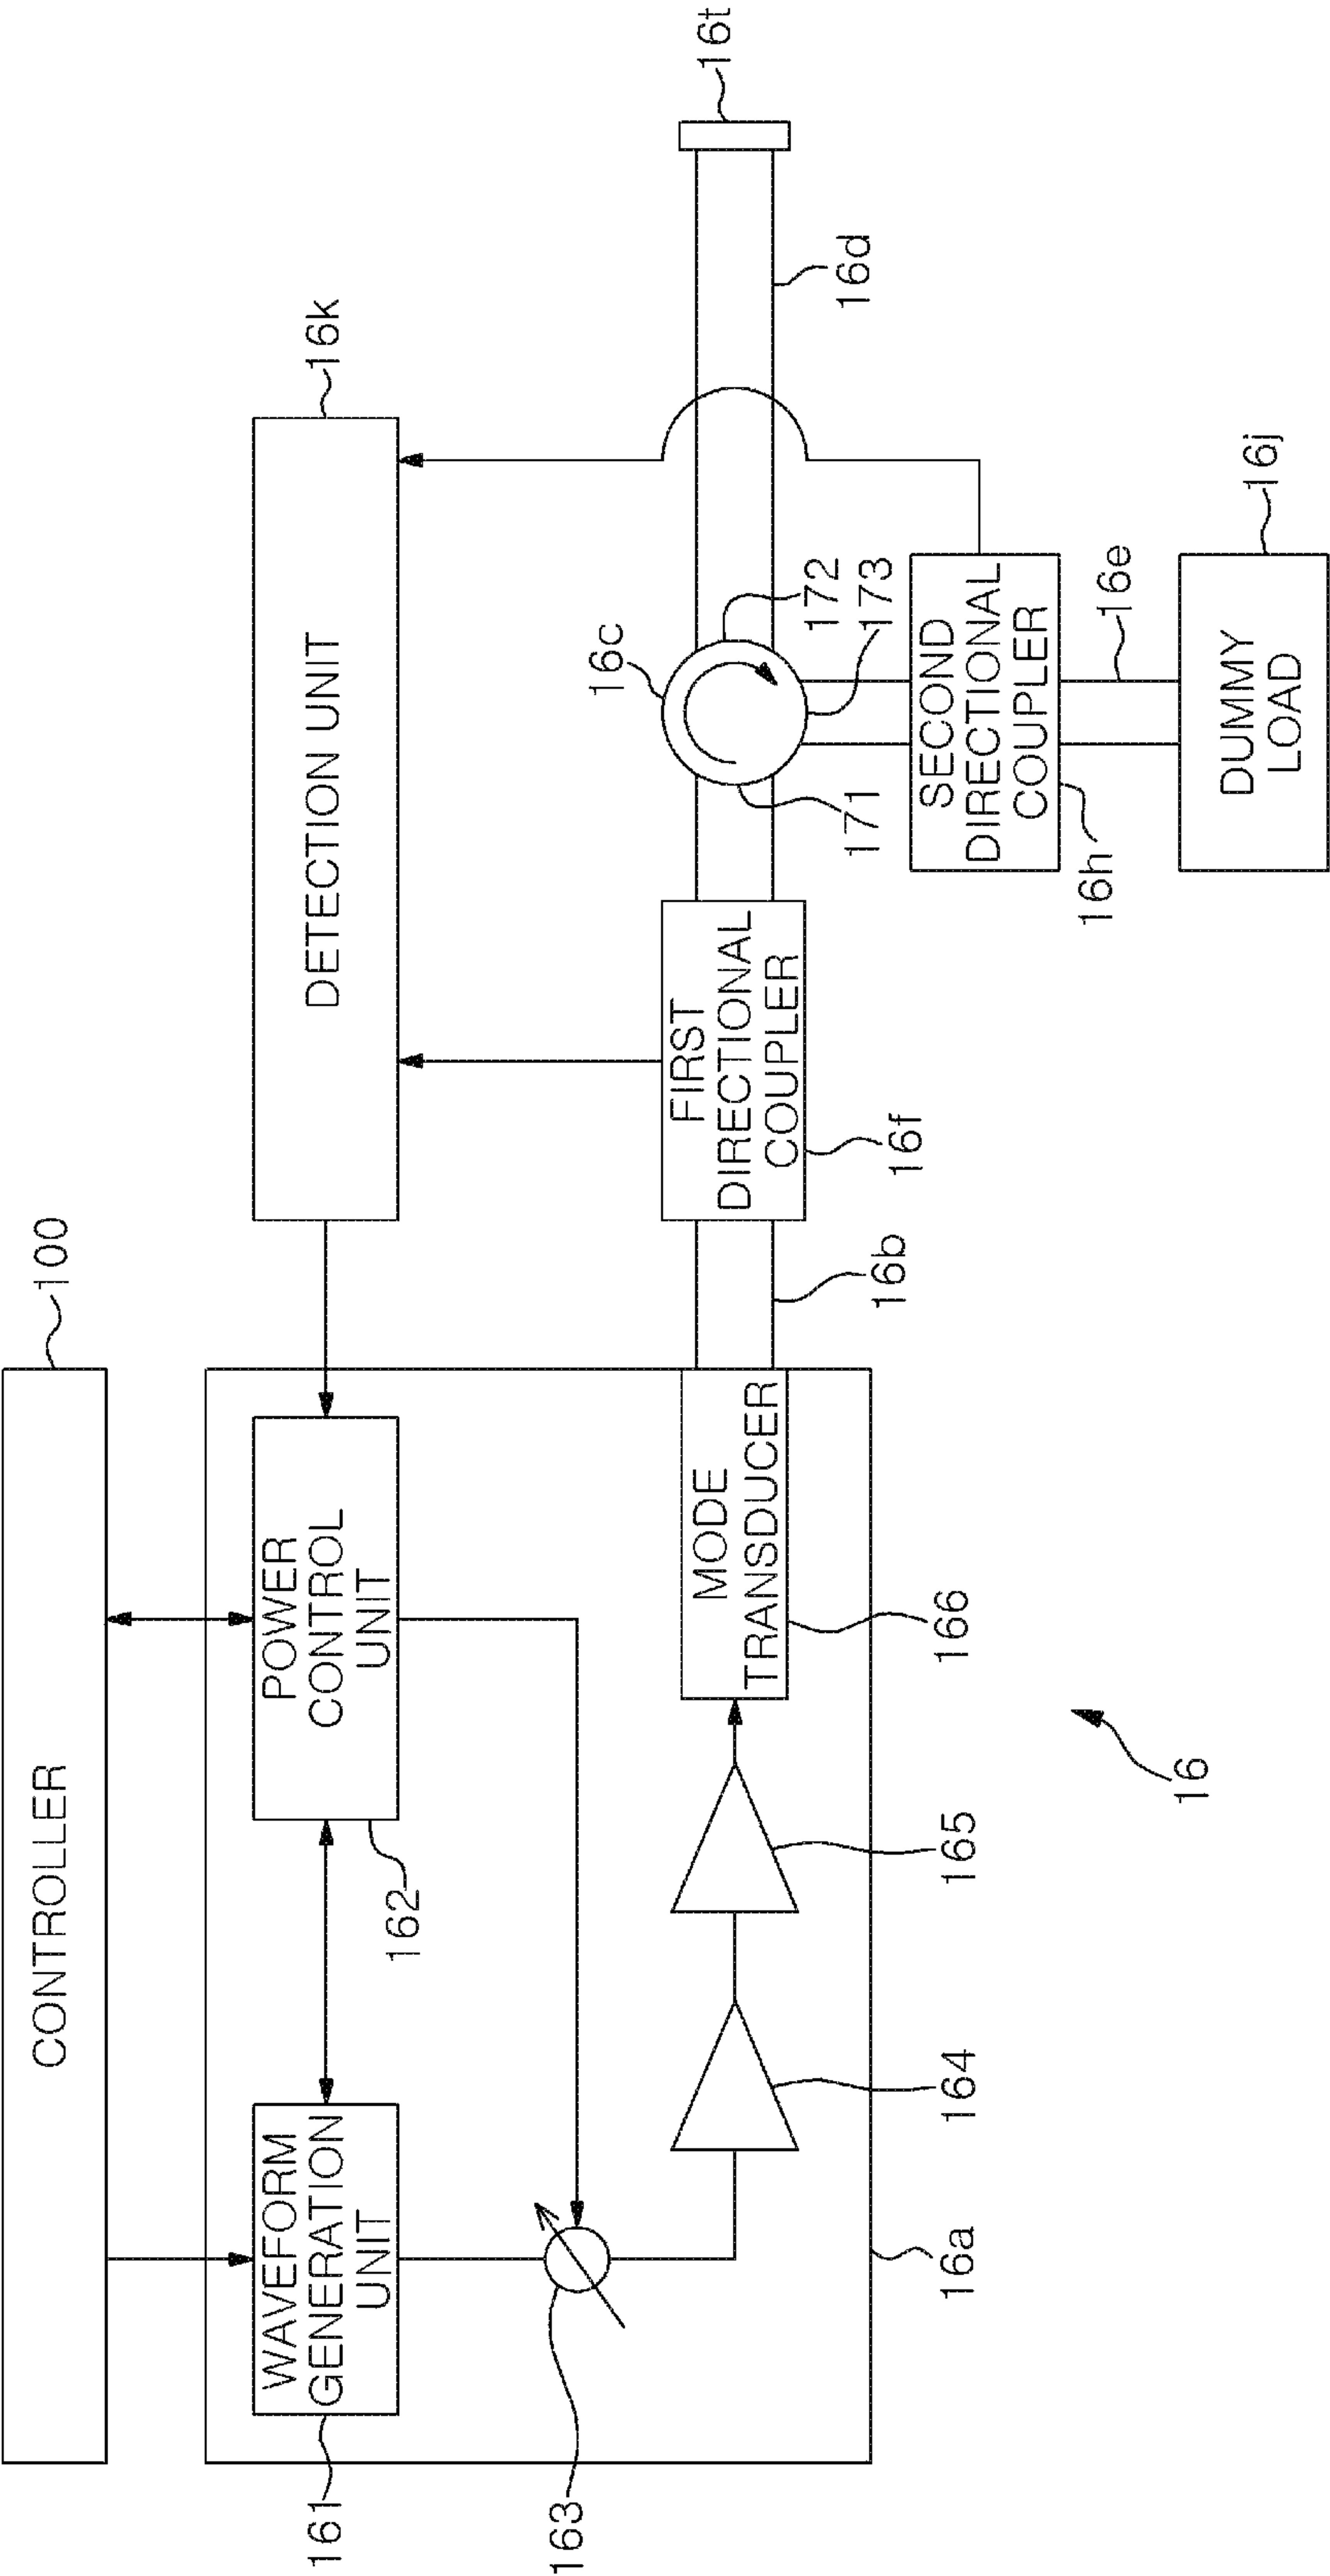 CONTROLLER
100
WAVEFORM
GENERATION
UNIT
161
POWER
CONTROL
UNIT
162
DETECTION UNIT
16k
163
164
165
MODE
TRANSDUCER
166
16a
16b
FIRST
DIRECTIONAL
COUPLER
16f
16c
171
172
173
16d
16t
SECOND
DIRECTIONAL
COUPLER
16h
16e
DUMMY
LOAD
16j
16